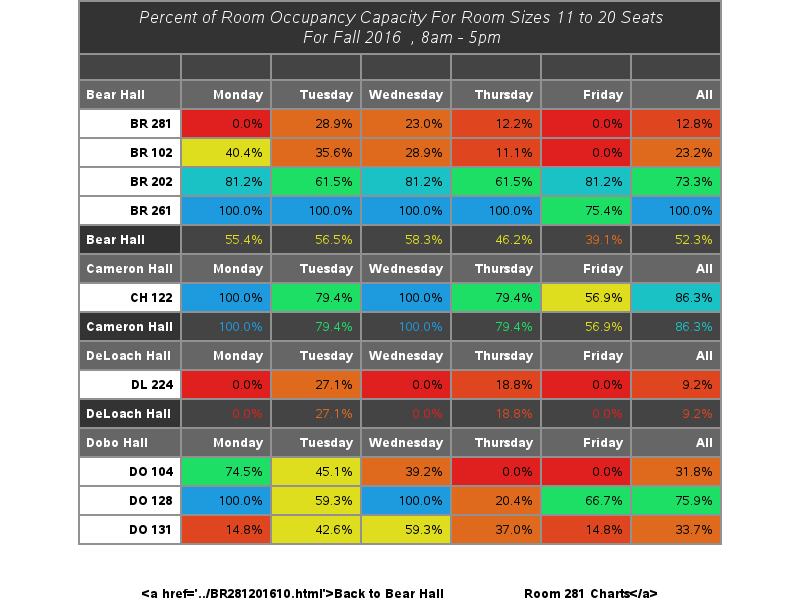 Percent of Room Occupancy Capacity For Room Sizes 11 to 20 Seats
For Fall 2016 , 8am - 5pm
Bear Hall Monday Tuesday Wednesday Thursday Friday All
BR 281 0.0% 28.9% 23.0% 12.2% 0.0% 12.8%
BR 102 40.4% 35.6% 28.9% 11.1% 0.0% 23.2%
BR 202 81.2% 61.5% 81.2% 61.5% 81.2% 73.3%
BR 261 100.0% 100.0% 100.0% 100.0% 75.4% 100.0%
Bear Hall 55.4% 56.5% 58.3% 46.2% 39.1% 52.3%
Cameron Hall Monday Tuesday Wednesday Thursday Friday All
CH 122 100.0% 79.4% 100.0% 79.4% 56.9% 86.3%
Cameron Hall 100.0% 79.4% 100.0% 79.4% 56.9% 86.3%
DeLoach Hall Monday Tuesday Wednesday Thursday Friday All
DL 224 0.0% 27.1% 0.0% 18.8% 0.0% 9.2%
DeLoach Hall 0.0% 27.1% 0.0% 18.8% 0.0% 9.2%
Dobo Hall Monday Tuesday Wednesday Thursday Friday All
DO 104 74.5% 45.1% 39.2% 0.0% 0.0% 31.8%
DO 128 100.0% 59.3% 100.0% 20.4% 66.7% 75.9%
DO 131 14.8% 42.6% 59.3% 37.0% 14.8% 33.7%
<a href='../BR281201610.html'>Back to Bear Hall Room 281 Charts</a>